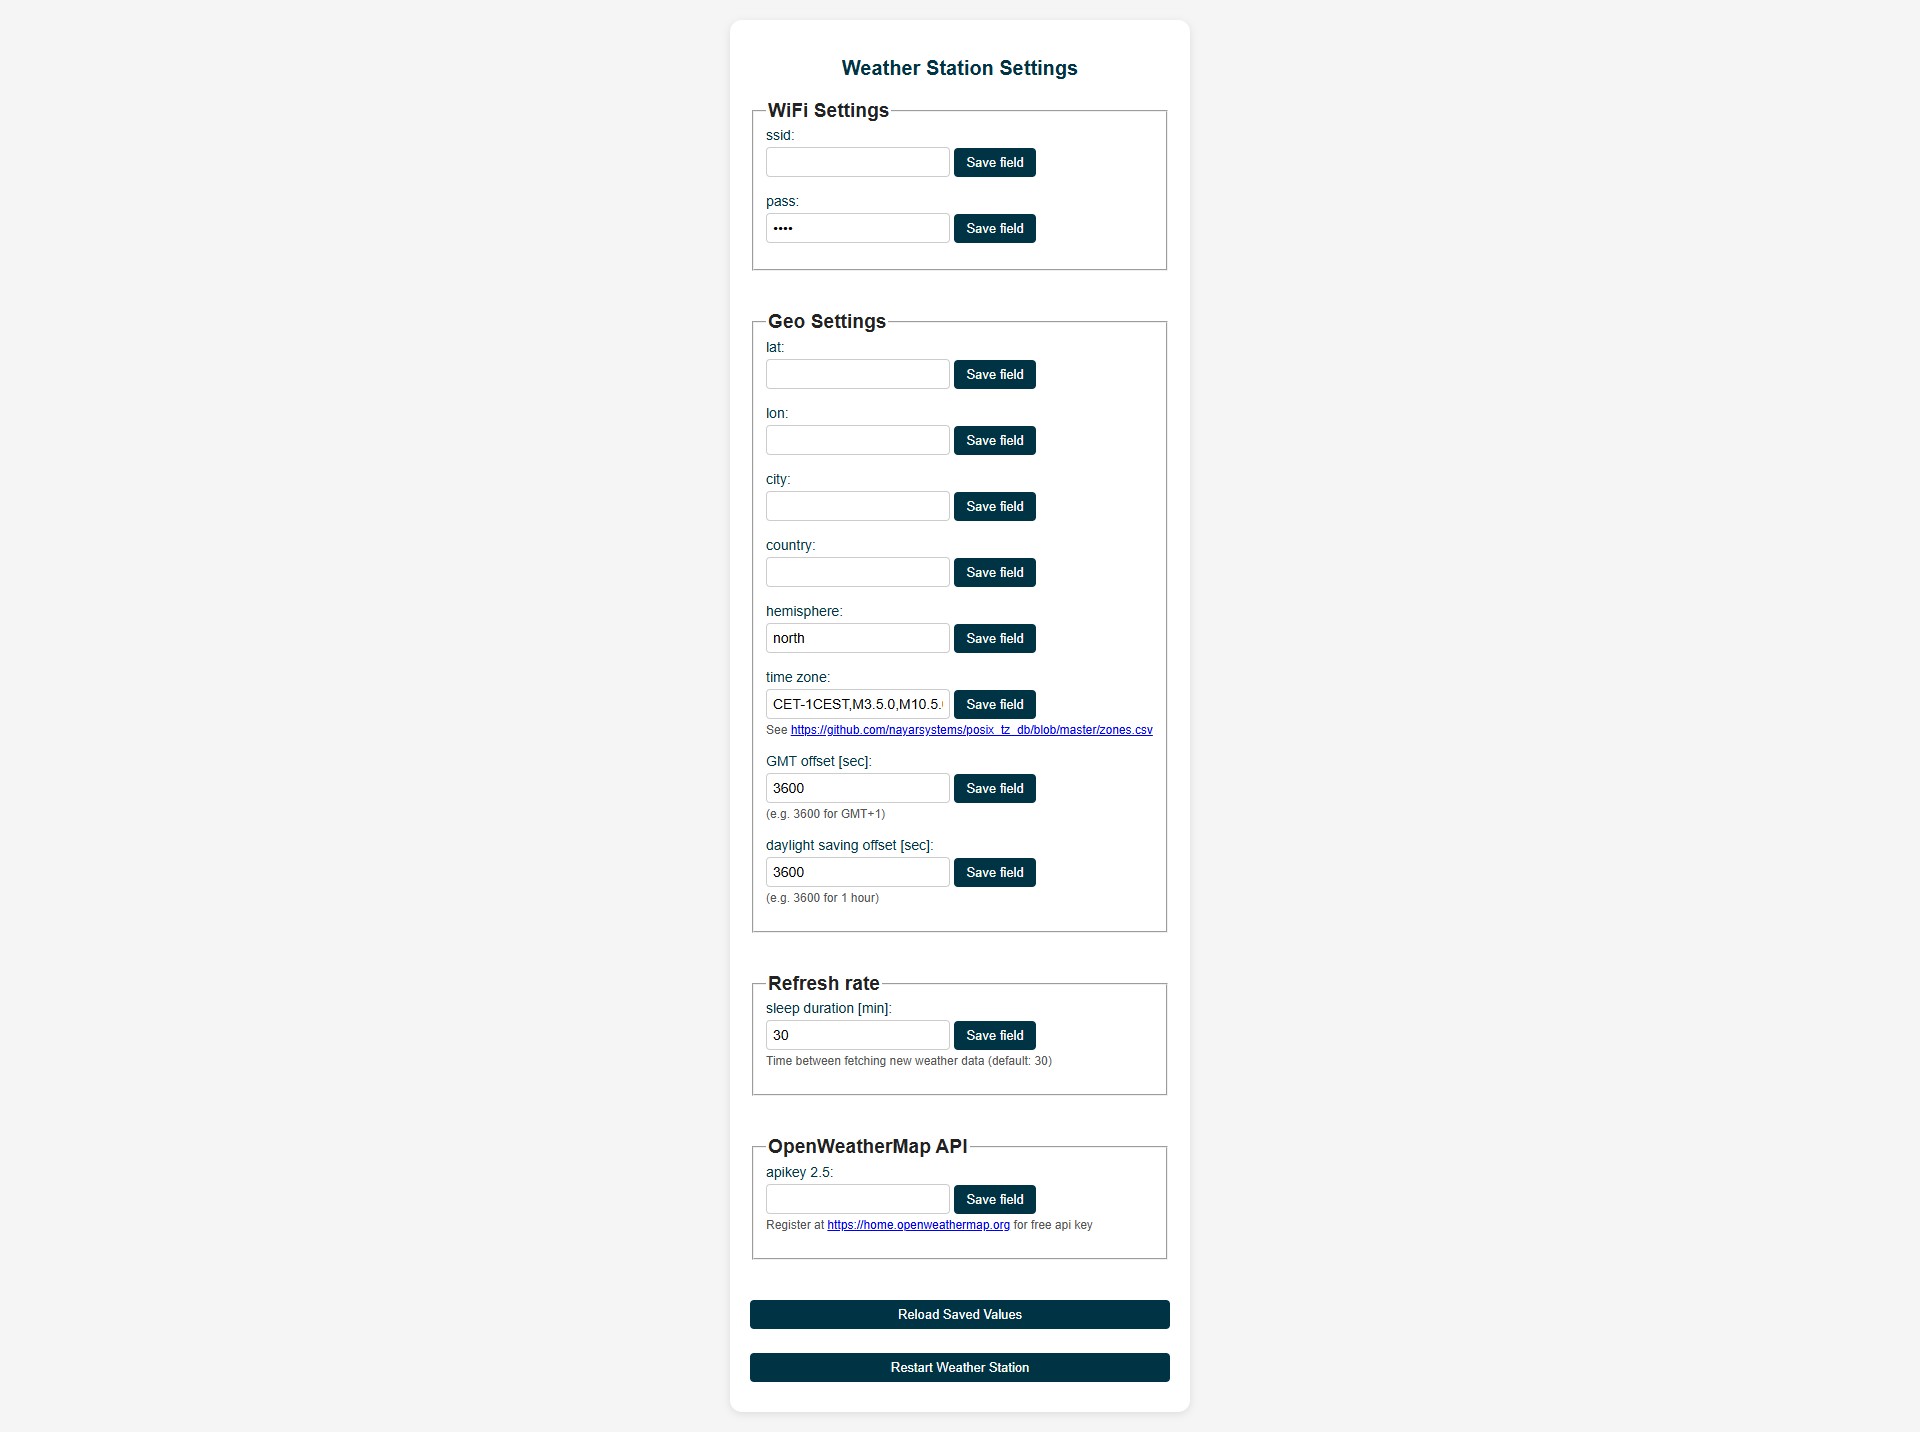 Weather Station Settings
WiFi Settings
ssid:
Save field
pass:
•••• Save field
Geo Settings
lat:
Save field
lon:
Save field
city:
Save field
country:
Save field
hemisphere:
north Save field
time zone:
CET-1CEST,M3.5.0,M10.5. Save field
See https://github.com/nayarsystems/posix_tz_db/blob/master/zones.csv
GMT offset [sec]:
3600 Save field
(e.g. 3600 for GMT+1)
daylight saving offset [sec]:
3600 Save field
(e.g. 3600 for 1 hour)
Refresh rate
sleep duration [min]:
30 Save field
Time between fetching new weather data (default: 30)
OpenWeatherMap API
apikey 2.5:
Save field
Register at https://home.openweathermap.org for free api key
Reload Saved Values
Restart Weather Station